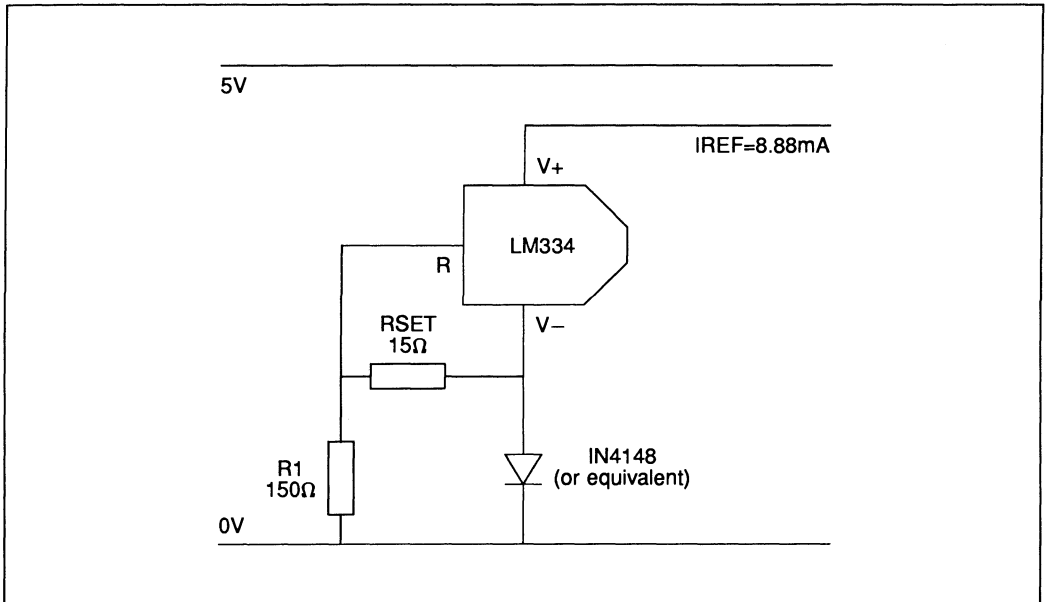 5V
IREF=8.88mA
V+
LM334
R
V−
RSET
15Ω
IN4148
(or equivalent)
R1
150Ω
0V